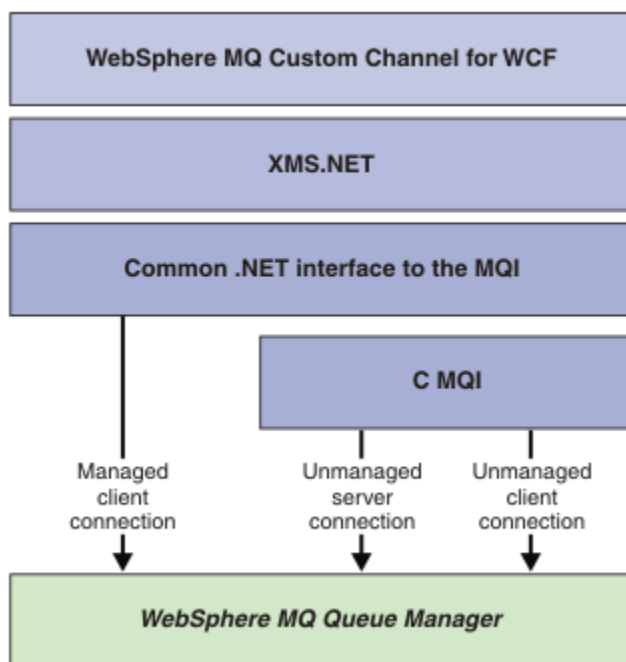 WebSphere MQ Custom Channel for WCF
XMS.NET
Common .NET interface to the MQI
C MQI
Managed
client
connection
Unmanaged
server
connection
Unmanaged
client
connection
WebSphere MQ Queue Manager